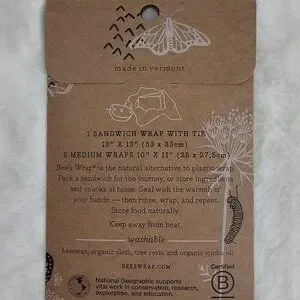 made in vermont
1 SANDWICH WRAP WITH TIE
13" X 13" (33 x 33cm)
2 MEDIUM WRAPS 10" X 11" (25 x 27,5cm)
Bee's Wrap® is the natural alternative to plastic wrap.
Pack a sandwich for the journey, or store ingredients
and snacks at home. Seal with the warmth of
your hands — then rinse, wrap, and repeat.
Store food naturally.
Keep away from heat.
washable
beeswax, organic cloth, tree resin and organic jojoba oil
BEESWRAP.COM
National Geographic supports
vital work in conservation, research,
exploration, and education.
Certified
B